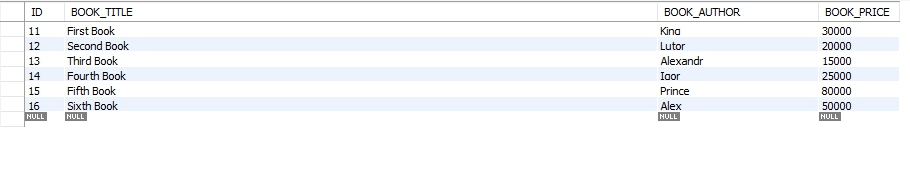 ID BOOK_TITLE BOOK_AUTHOR BOOK_PRICE
11 First Book King 30000
12 Second Book Lutor 20000
13 Third Book Alexandr 15000
14 Fourth Book Igor 25000
15 Fifth Book Prince 80000
16 Sixth Book Alex 50000
NULL NULL NULL NULL